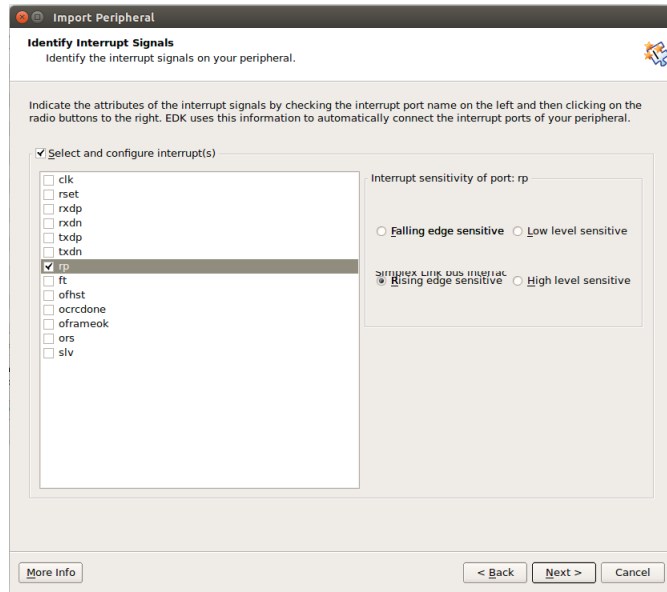 Import Peripheral
Identify Interrupt Signals
Identify the interrupt signals on your peripheral.
Indicate the attributes of the interrupt signals by checking the interrupt port name on the left and then clicking on the
radio buttons to the right. EDK uses this information to automatically connect the interrupt ports of your peripheral.
Select and configure interrupt(s)
clk
rset
rxdp
rxdn
txdp
txdn
rp
ft
ofhst
ocrcdone
oframeok
ors
slv
Interrupt sensitivity of port: rp
Falling edge sensitive Low level sensitive
Simplex Link bus interfac
Rising edge sensitive High level sensitive
More Info
< Back Next > Cancel